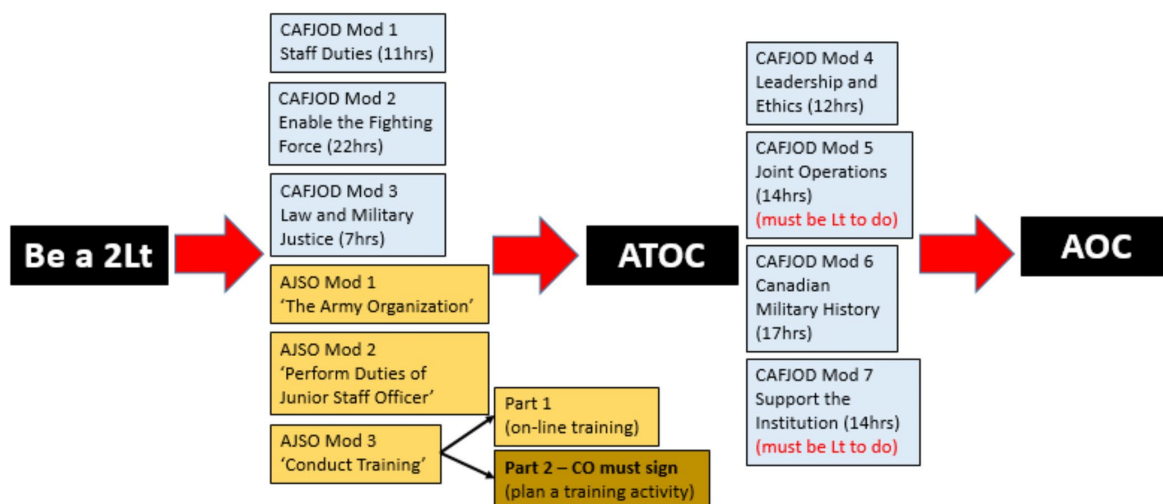 Be a 2Lt
CAFJOD Mod 1
Staff Duties (11hrs)
CAFJOD Mod 2
Enable the Fighting
Force (22hrs)
CAFJOD Mod 3
Law and Military
Justice (7hrs)
AJSO Mod 1
‘The Army Organization’
AJSO Mod 2
‘Perform Duties of
Junior Staff Officer’
AJSO Mod 3
‘Conduct Training’
Part 1
(on-line training)
Part 2 – CO must sign
(plan a training activity)
ATOC
CAFJOD Mod 4
Leadership and
Ethics (12hrs)
CAFJOD Mod 5
Joint Operations
(14hrs)
(must be Lt to do)
CAFJOD Mod 6
Canadian
Military History
(17hrs)
CAFJOD Mod 7
Support the
Institution (14hrs)
(must be Lt to do)
AOC